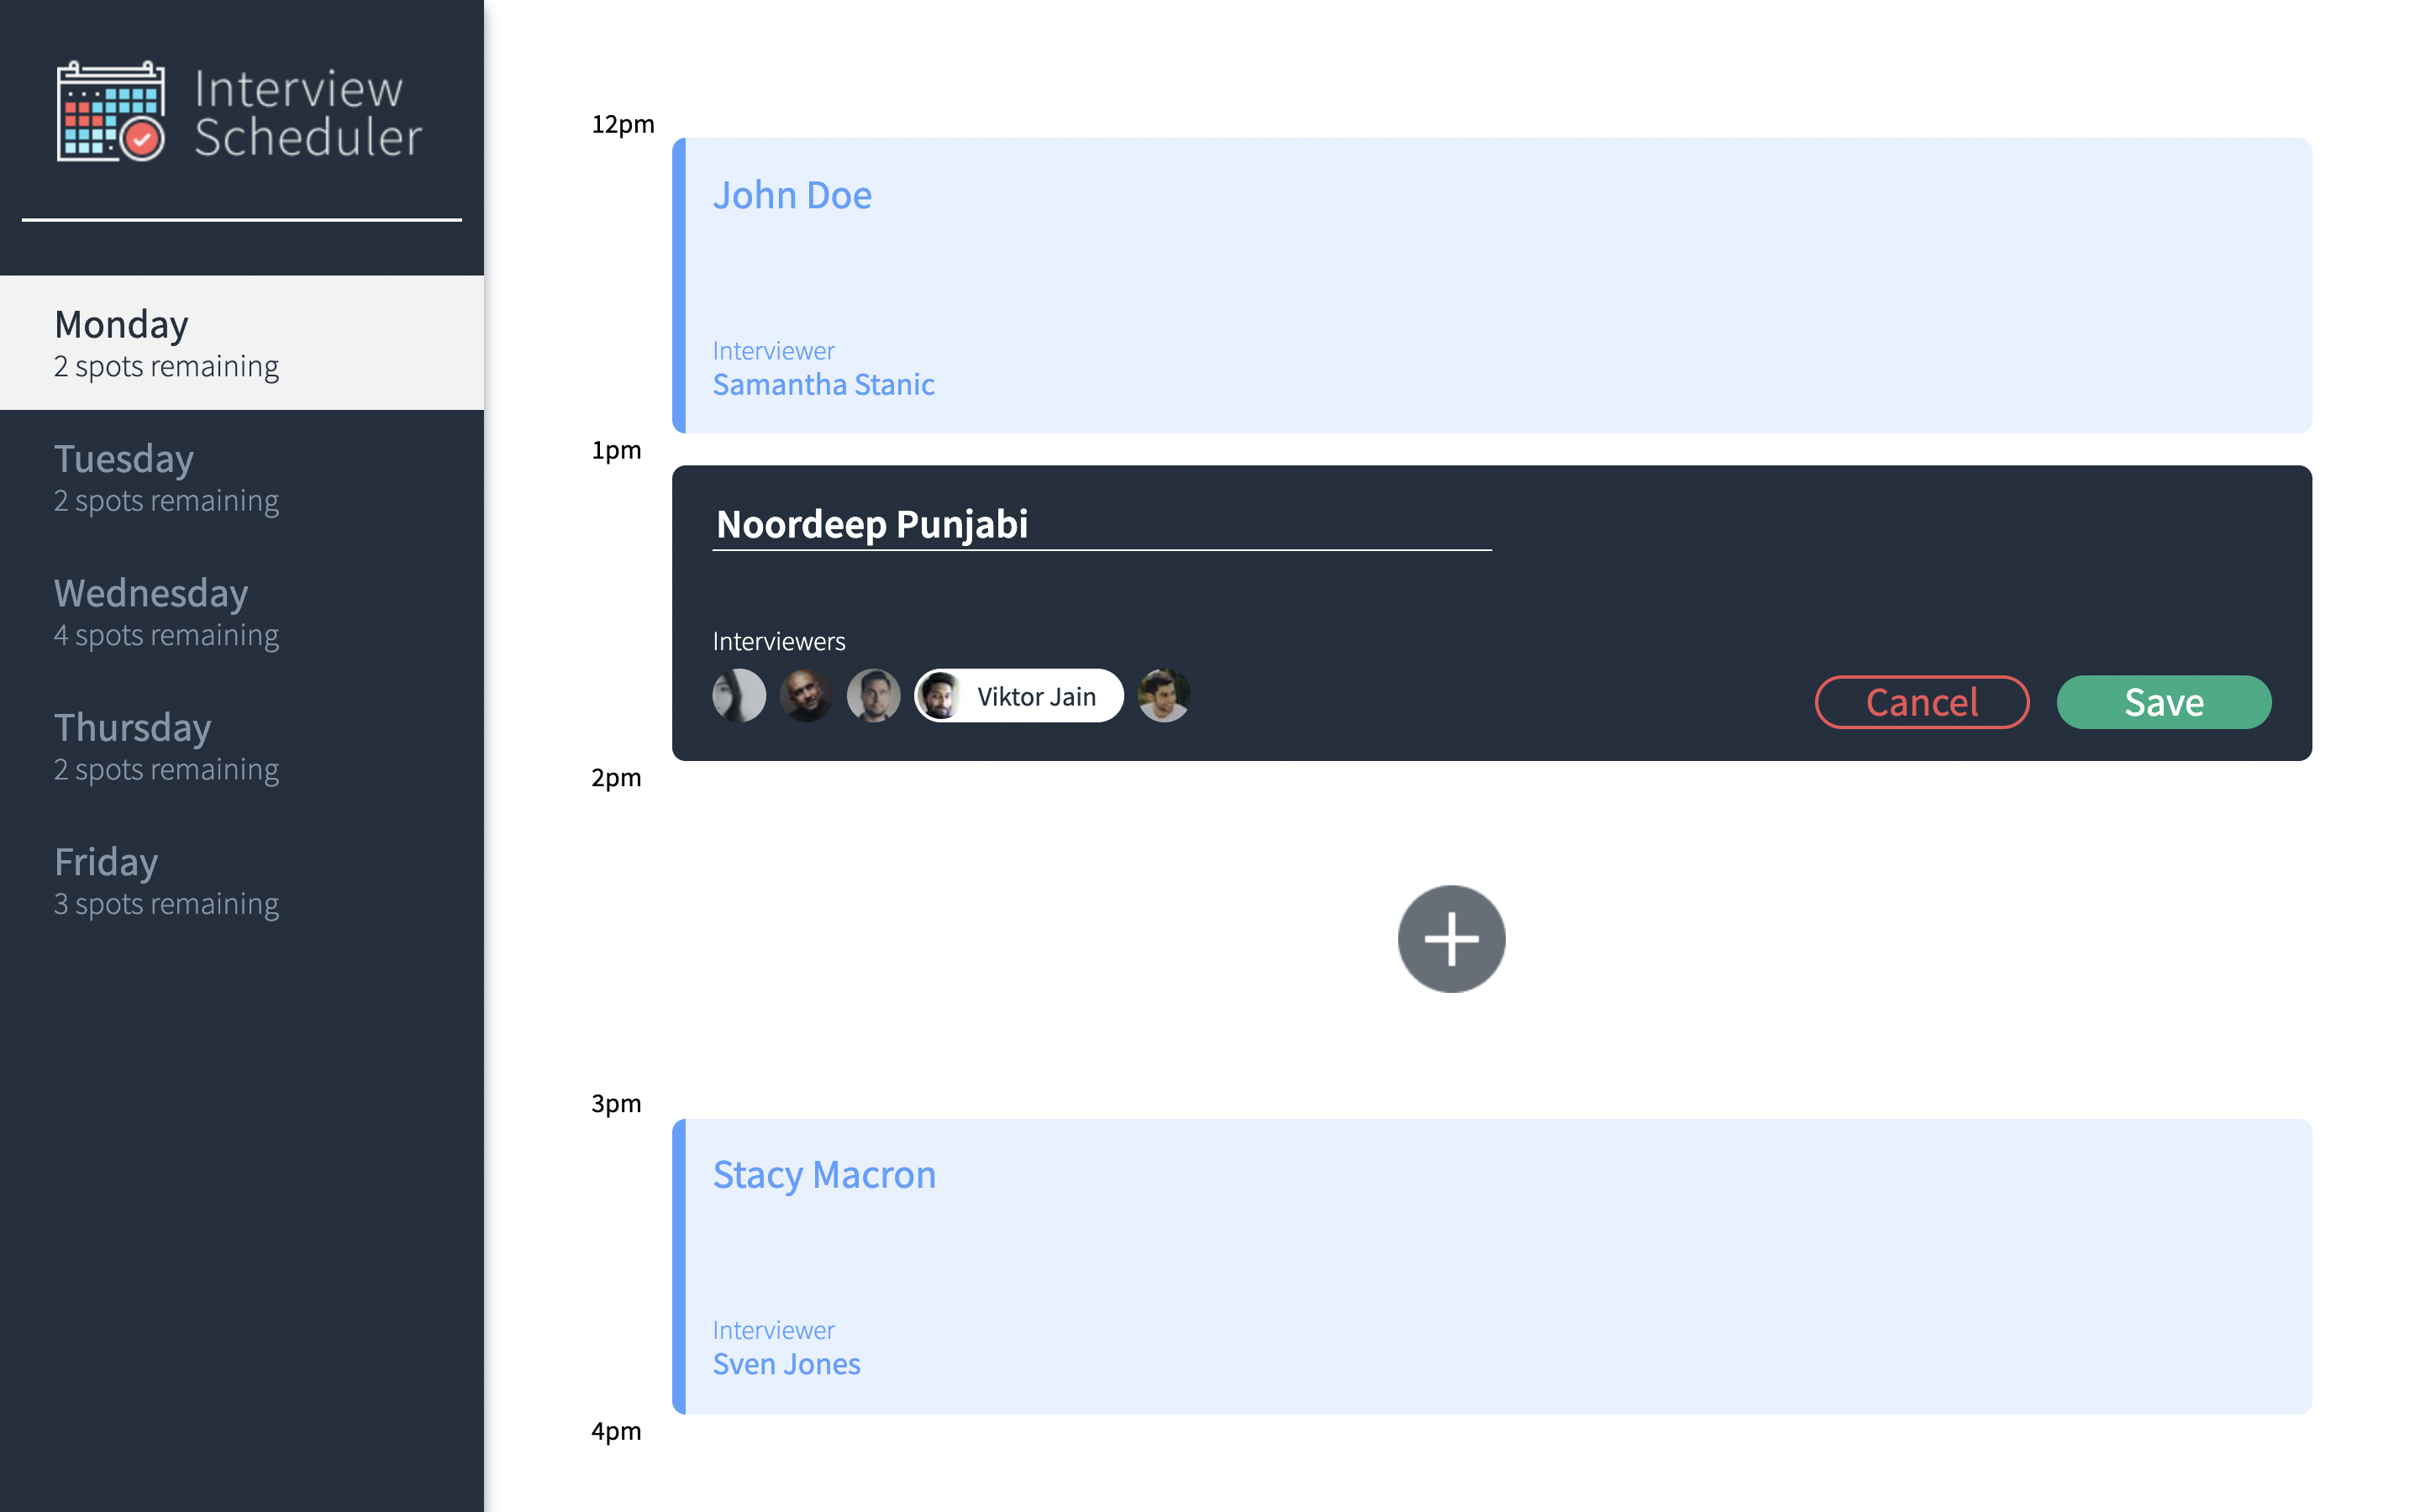 Interview
Scheduler
Monday
2 spots remaining
Tuesday
2 spots remaining
Wednesday
4 spots remaining
Thursday
2 spots remaining
Friday
3 spots remaining
12pm
John Doe
Interviewer
Samantha Stanic
1pm
Noordeep Punjabi
Interviewers
Viktor Jain
Cancel
Save
2pm
3pm
Stacy Macron
Interviewer
Sven Jones
4pm